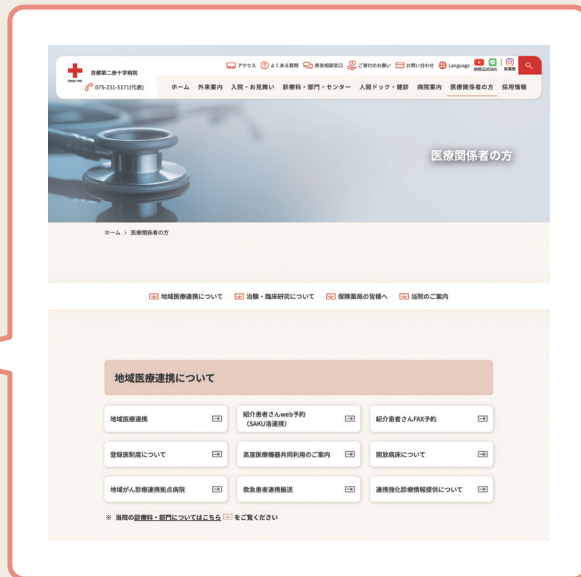 京都第二赤十字病院
075-231-5171(代表)
アクセス よくある質問 患者相談窓口 ご寄付のお願い お問い合わせ Language 病院公式SNS 看護部
ホーム 外来案内 入院・お見舞い 診療科・部門・センター 人間ドック・健診 病院案内 医療関係者の方 採用情報
医療関係者の方
ホーム › 医療関係者の方
地域医療連携について 治験・臨床研究について 保険薬局の皆様へ 当院のご案内
地域医療連携について
地域医療連携
紹介患者さんweb予約
(SAKU洛連携)
紹介患者さんFAX予約
登録医制度について
高度医療機器共同利用のご案内
開放病床について
地域がん診療連携拠点病院
救急患者連携搬送
連携強化診療情報提供について
※ 当院の診療科・部門についてはこちら をご覧ください